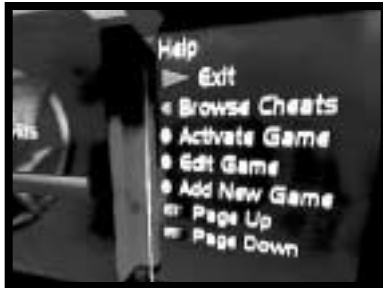 Help
Exit
Browse Cheats
Activate Game
Edit Game
Add New Game
Page Up
Page Down